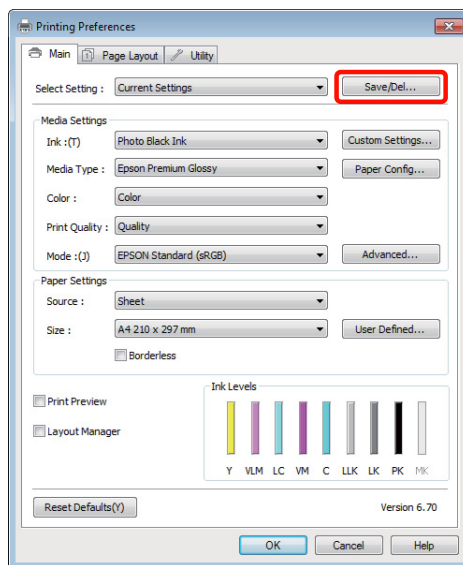 Printing Preferences
Main Page Layout Utility
Select Setting : Current Settings Save/Del...
Media Settings
Ink :(T) Photo Black Ink Custom Settings...
Media Type : Epson Premium Glossy Paper Config...
Color : Color
Print Quality : Quality
Mode :(J) EPSON Standard (sRGB) Advanced...
Paper Settings
Source : Sheet
Size : A4 210 x 297 mm User Defined...
Borderless
Print Preview
Layout Manager
Ink Levels
Y VLM LC VM C LLK LK PK MK
Reset Defaults(Y) Version 6.70
OK Cancel Help